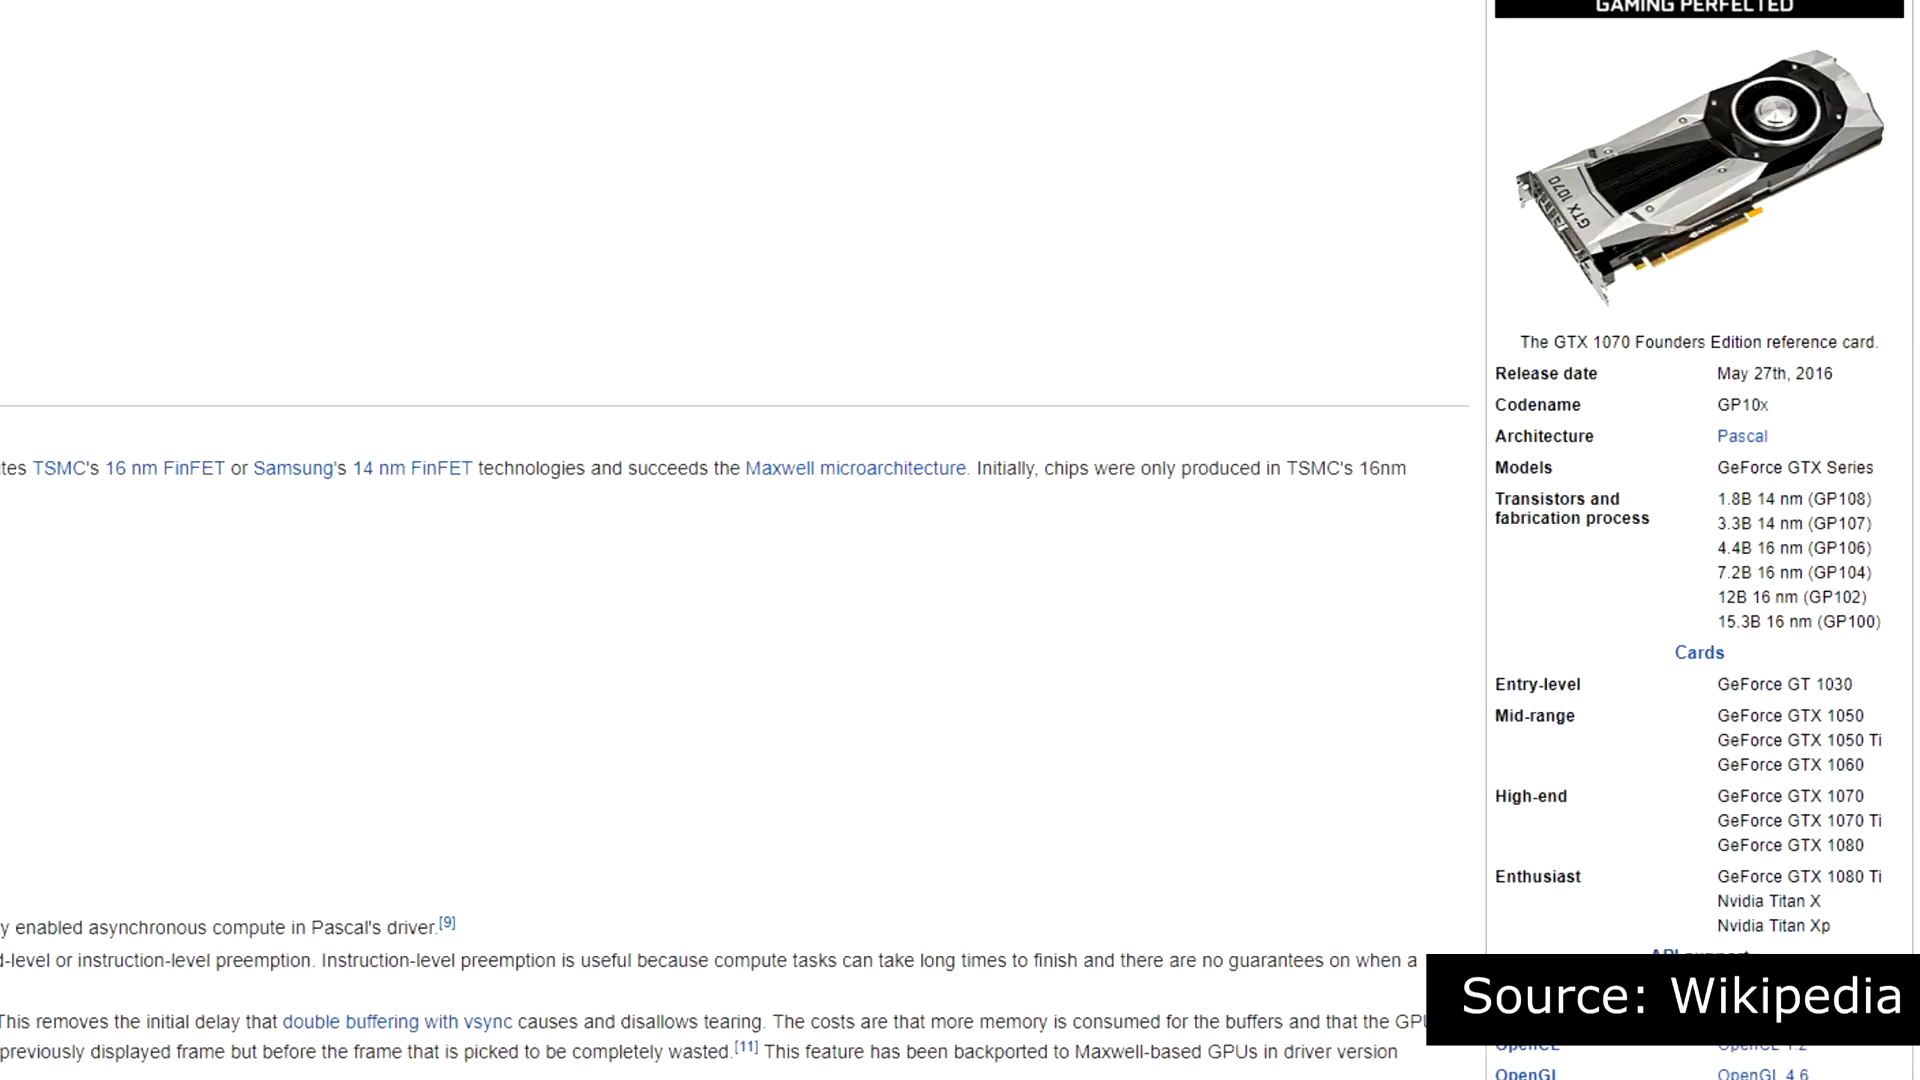 GAMING PERFECTED
GTX 1070
The GTX 1070 Founders Edition reference card.
Release date May 27th, 2016
Codename GP10x
Architecture Pascal
Models GeForce GTX Series
Transistors and fabrication process
1.8B 14 nm (GP108)
3.3B 14 nm (GP107)
4.4B 16 nm (GP106)
7.2B 16 nm (GP104)
12B 16 nm (GP102)
15.3B 16 nm (GP100)
Cards
Entry-level GeForce GT 1030
Mid-range GeForce GTX 1050
GeForce GTX 1050 Ti
GeForce GTX 1060
High-end GeForce GTX 1070
GeForce GTX 1070 Ti
GeForce GTX 1080
Enthusiast GeForce GTX 1080 Ti
Nvidia Titan X
Nvidia Titan Xp
API support
OpenCL OpenCL 1.2
OpenGL OpenGL 4.6
tes TSMC's 16 nm FinFET or Samsung's 14 nm FinFET technologies and succeeds the Maxwell microarchitecture. Initially, chips were only produced in TSMC's 16nm
y enabled asynchronous compute in Pascal's driver.[9]
d-level or instruction-level preemption. Instruction-level preemption is useful because compute tasks can take long times to finish and there are no guarantees on when a
This removes the initial delay that double buffering with vsync causes and disallows tearing. The costs are that more memory is consumed for the buffers and that the GPU
previously displayed frame but before the frame that is picked to be completely wasted.[11] This feature has been backported to Maxwell-based GPUs in driver version
Source: Wikipedia